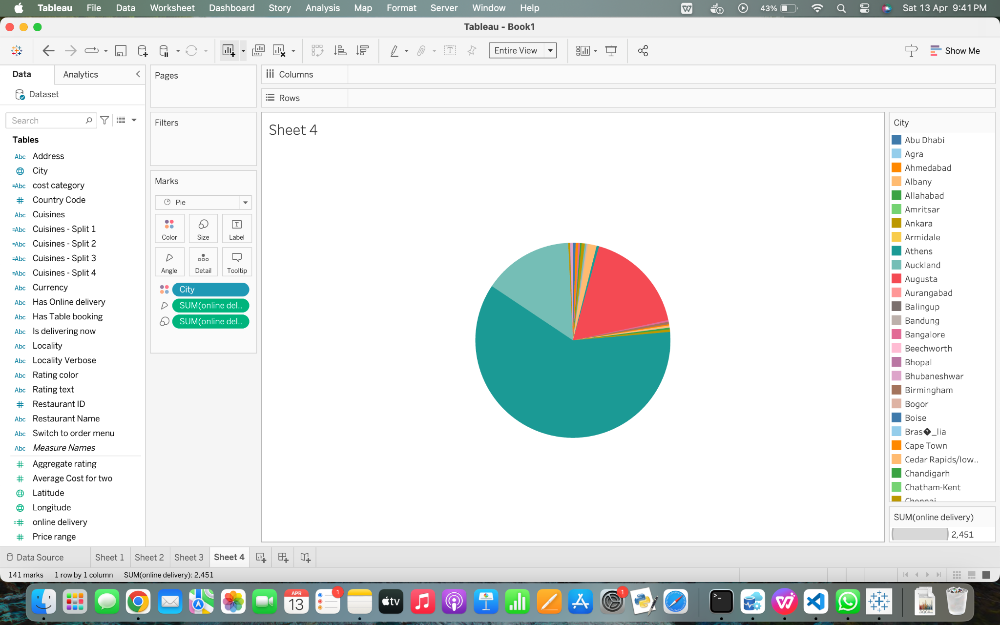 Tableau File Data Worksheet Dashboard Story Analysis Map Format Server Window Help 43% Sat 13 Apr 9:41 PM
Tableau - Book1
Entire View
Show Me
Data Analytics
Dataset
Search
Tables
Abc Address
City
=Abc cost category
Country Code
Abc Cuisines
=Abc Cuisines - Split 1
=Abc Cuisines - Split 2
=Abc Cuisines - Split 3
=Abc Cuisines - Split 4
Abc Currency
Abc Has Online delivery
Abc Has Table booking
Abc Is delivering now
Abc Locality
Abc Locality Verbose
Abc Rating color
Abc Rating text
Restaurant ID
Abc Restaurant Name
Abc Switch to order menu
Abc Measure Names
Aggregate rating
Average Cost for two
Latitude
Longitude
online delivery
Price range
Pages
Filters
Marks
Pie
Color Size Label
Angle Detail Tooltip
City
SUM(online del..
SUM(online del..
Columns
Rows
Sheet 4
City
Abu Dhabi
Agra
Ahmedabad
Albany
Allahabad
Amritsar
Ankara
Armidale
Athens
Auckland
Augusta
Aurangabad
Balingup
Bandung
Bangalore
Beechworth
Bhopal
Bhubaneshwar
Birmingham
Bogor
Boise
Bras�_lia
Cape Town
Cedar Rapids/Iow..
Chandigarh
Chatham-Kent
Chennai
SUM(online delivery)
2,451
Data Source Sheet 1 Sheet 2 Sheet 3 Sheet 4
141 marks 1 row by 1 column SUM(online delivery): 2,451
APR
13
1
tv
1
DOCX